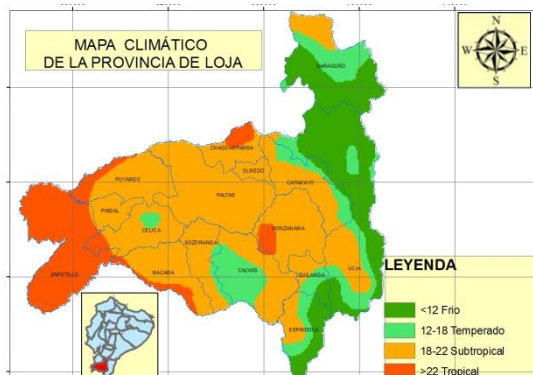 MAPA CLIMÁTICO
DE LA PROVINCIA DE LOJA
N
W E
S
SARAGURO
CHAGUARPAMBA
OLMEDO
PUYANGO
CATAMAYO
PALTAS
PINDAL
CELICA
GONZANAMA
SOZORANGA
ZAPOTILLO
MACARA
CALVAS
QUILANGA
LOJA
ESPINDOLA
LEYENDA
<12 Frio
12-18 Temperado
18-22 Subtropical
>22 Tropical